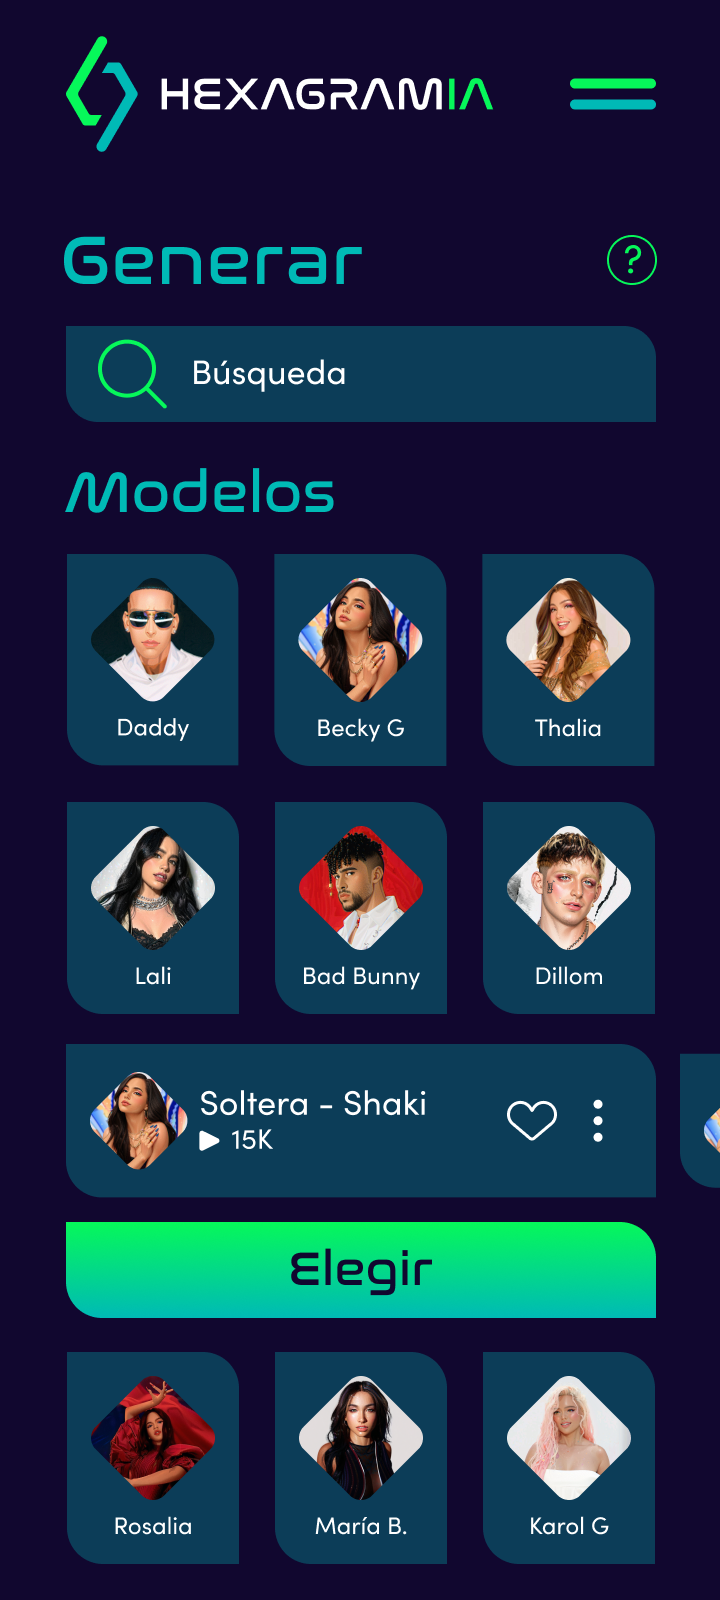 HEXAGRAMIA
Generar
?
Búsqueda
Modelos
Daddy
Becky G
Thalia
Lali
Bad Bunny
Dillom
Soltera - Shaki
15K
Elegir
Rosalia
María B.
Karol G